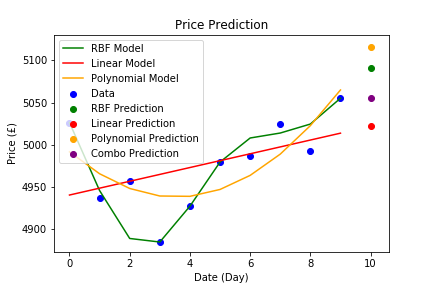 Price Prediction
RBF Model
Linear Model
Polynomial Model
Data
RBF Prediction
Linear Prediction
Polynomial Prediction
Combo Prediction
Price (£)
5100
5050
5000
4950
4900
0 2 4 6 8 10
Date (Day)